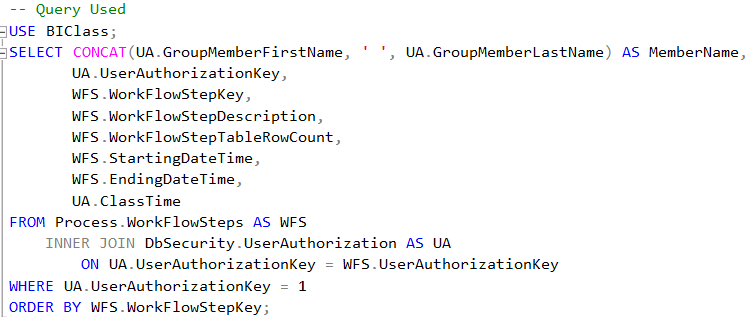 -- Query Used
USE BIClass;
SELECT CONCAT(UA.GroupMemberFirstName, ' ', UA.GroupMemberLastName) AS MemberName,
UA.UserAuthorizationKey,
WFS.WorkFlowStepKey,
WFS.WorkFlowStepDescription,
WFS.WorkFlowStepTableRowCount,
WFS.StartingDateTime,
WFS.EndingDateTime,
UA.ClassTime
FROM Process.WorkFlowSteps AS WFS
INNER JOIN DbSecurity.UserAuthorization AS UA
ON UA.UserAuthorizationKey = WFS.UserAuthorizationKey
WHERE UA.UserAuthorizationKey = 1
ORDER BY WFS.WorkFlowStepKey;